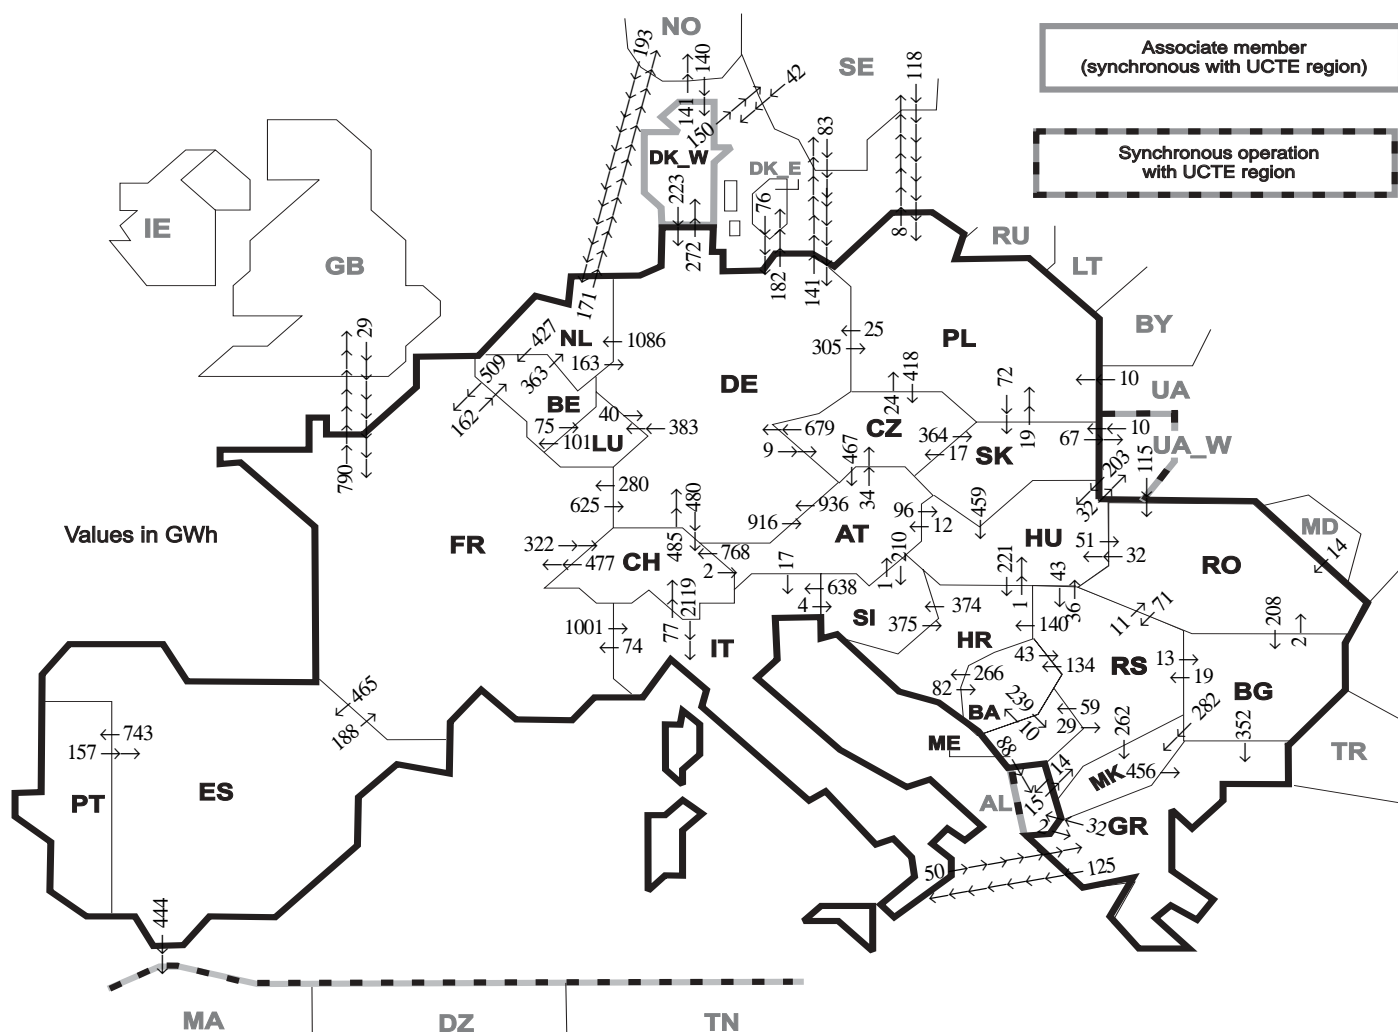 NO
193
140
SE
118
Associate member
(synchronous with UCTE region)
42
141
150
83
DK_W
DK_E
Synchronous operation
with UCTE region
IE
GB
223
76
8
RU
LT
272
182
141
171
29
427
NL
1086
25
305
PL
BY
509
363
163
DE
418
72
10
UA
162
BE
40
24
19
75
101
LU
383
679
CZ
364
10
67
UA_W
9
467
17
SK
203
115
790
280
34
32
480
936
459
Values in GWh
625
916
96
12
FR
322
477
CH
485
768
AT
210
HU
51
32
MD
2
17
221
43
RO
14
638
1
2119
4
SI
374
1
36
71
375
140
11
208
2
1001
74
77
IT
HR
43
134
RS
13
19
266
465
82
BA
239
59
BG
188
10
29
262
282
352
743
157
ME
88
TR
14
MK
456
PT
ES
AL
15
2
32
GR
50
125
444
MA
DZ
TN